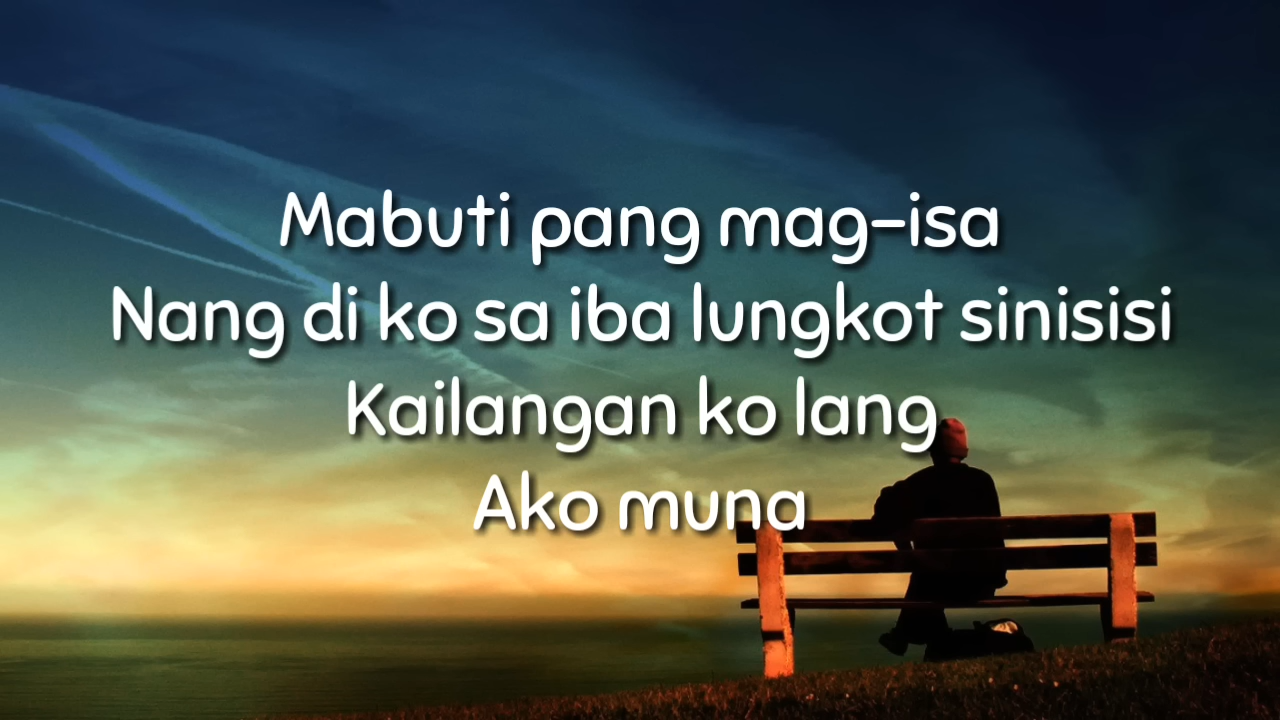 Mabuti pang mag-isa
Nang di ko sa iba lungkot sinisisi
Kailangan ko lang
Ako muna